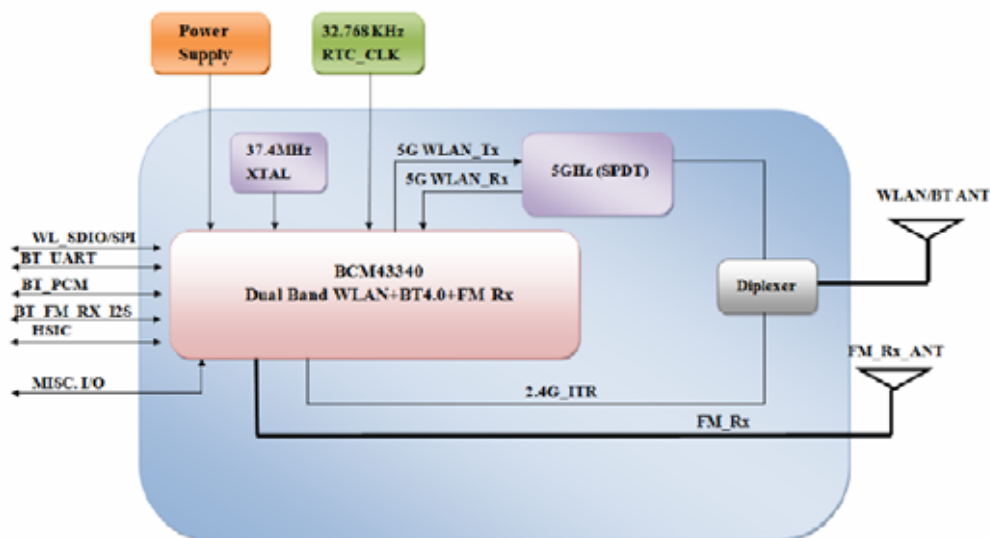 Power
Supply
32.768 KHz
RTC_CLK
37.4MHz
XTAL
5G WLAN_Tx
5G WLAN_Rx
5GHz (SPDT)
WLAN/BT ANT
WL_SDIO/SPI
BT_UART
BT_PCM
BT_FM_RX_I2S
HSIC
MISC. I/O
BCM43340
Dual Band WLAN+BT4.0+FM Rx
Diplexer
FM_Rx_ANT
2.4G_ITR
FM_Rx